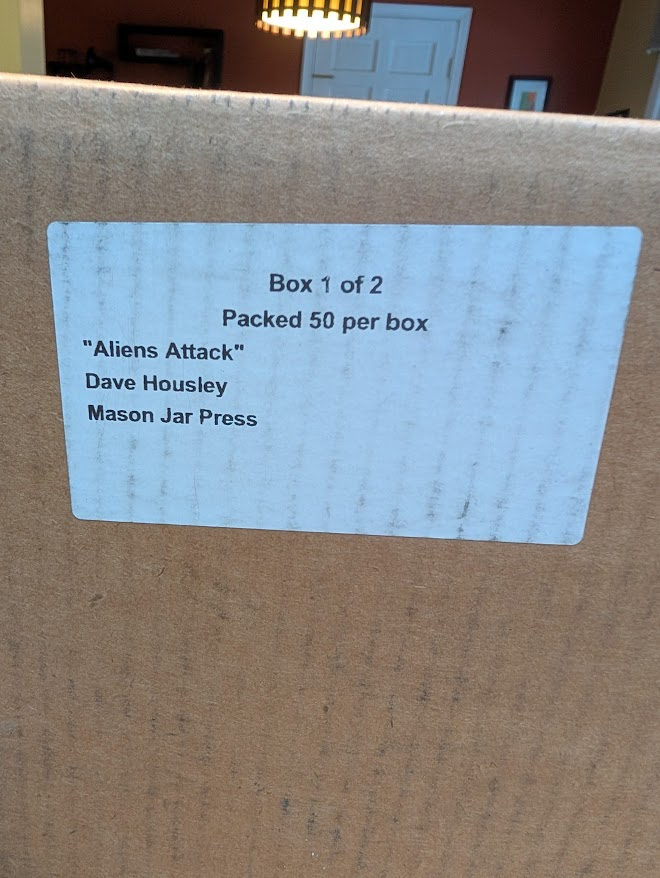 Box 1 of 2
Packed 50 per box
"Aliens Attack"
Dave Housley
Mason Jar Press